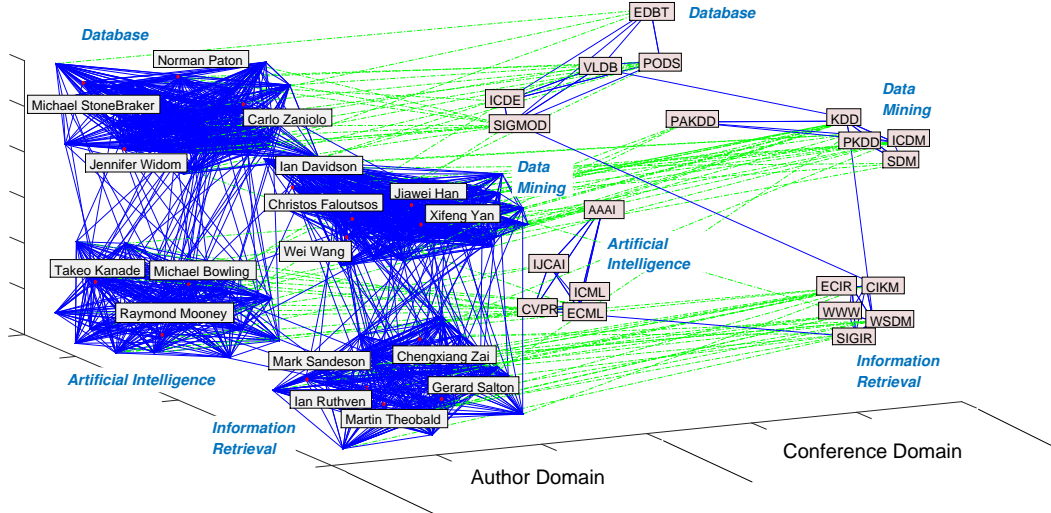 EDBT
Database
Database
Norman Paton
VLDB
PODS
Michael StoneBraker
ICDE
Carlo Zaniolo
SIGMOD
PAKDD
KDD
Data
Mining
PKDD
ICDM
SDM
Jennifer Widom
Ian Davidson
Data
Mining
Jiawei Han
Christos Faloutsos
Xifeng Yan
AAAI
Wei Wang
Artificial
Intelligence
IJCAI
Takeo Kanade
Michael Bowling
ICML
ECIR
CIKM
CVPR
ECML
WWW
WSDM
Raymond Mooney
SIGIR
Chengxiang Zai
Mark Sandeson
Information
Retrieval
Artificial Intelligence
Gerard Salton
Ian Ruthven
Martin Theobald
Information
Retrieval
Author Domain
Conference Domain